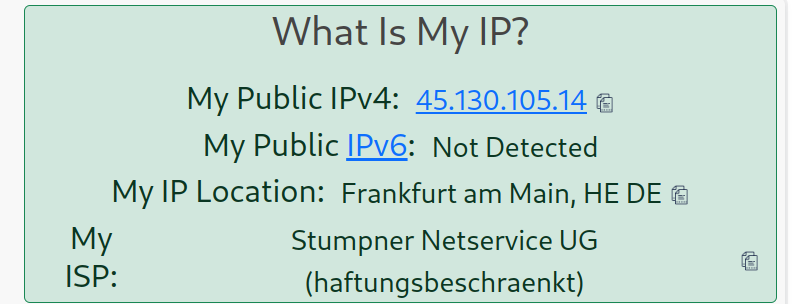 What Is My IP?
My Public IPv4: 45.130.105.14
My Public IPv6: Not Detected
My IP Location: Frankfurt am Main, HE DE
My ISP: Stumpner Netservice UG (haftungsbeschraenkt)